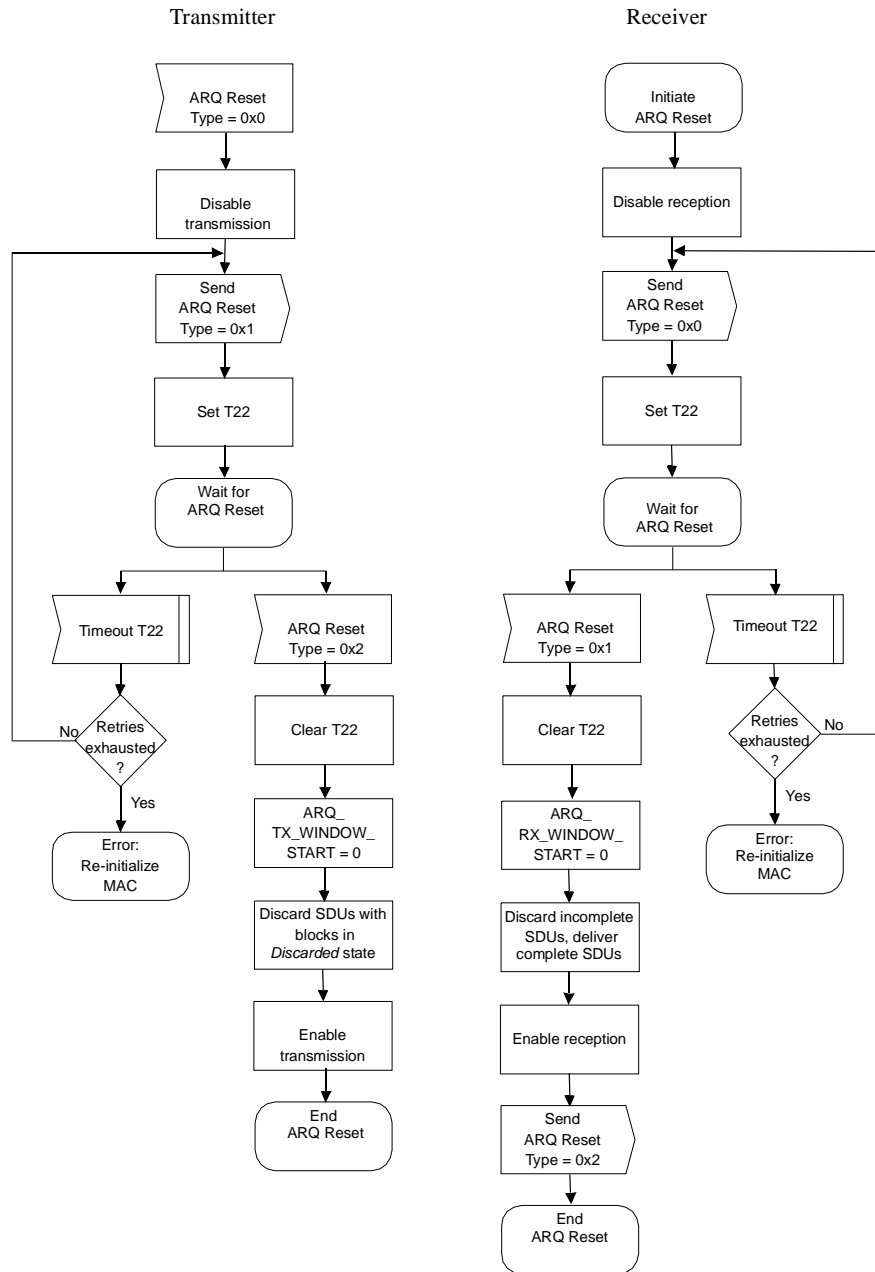 Transmitter
ARQ Reset
Type = 0x0
Disable
transmission
Send
ARQ Reset
Type = 0x1
Set T22
Wait for
ARQ Reset
Timeout T22
ARQ Reset
Type = 0x2
No
Retries
exhausted
?
Yes
Error:
Re-initialize
MAC
Clear T22
ARQ_
TX_WINDOW_
START = 0
Discard SDUs with
blocks in
Discarded state
Enable
transmission
End
ARQ Reset
Receiver
Initiate
ARQ Reset
Disable reception
Send
ARQ Reset
Type = 0x0
Set T22
Wait for
ARQ Reset
ARQ Reset
Type = 0x1
Timeout T22
Clear T22
Retries
exhausted
?
No
Yes
Error:
Re-initialize
MAC
ARQ_
RX_WINDOW_
START = 0
Discard incomplete
SDUs, deliver
complete SDUs
Enable reception
Send
ARQ Reset
Type = 0x2
End
ARQ Reset